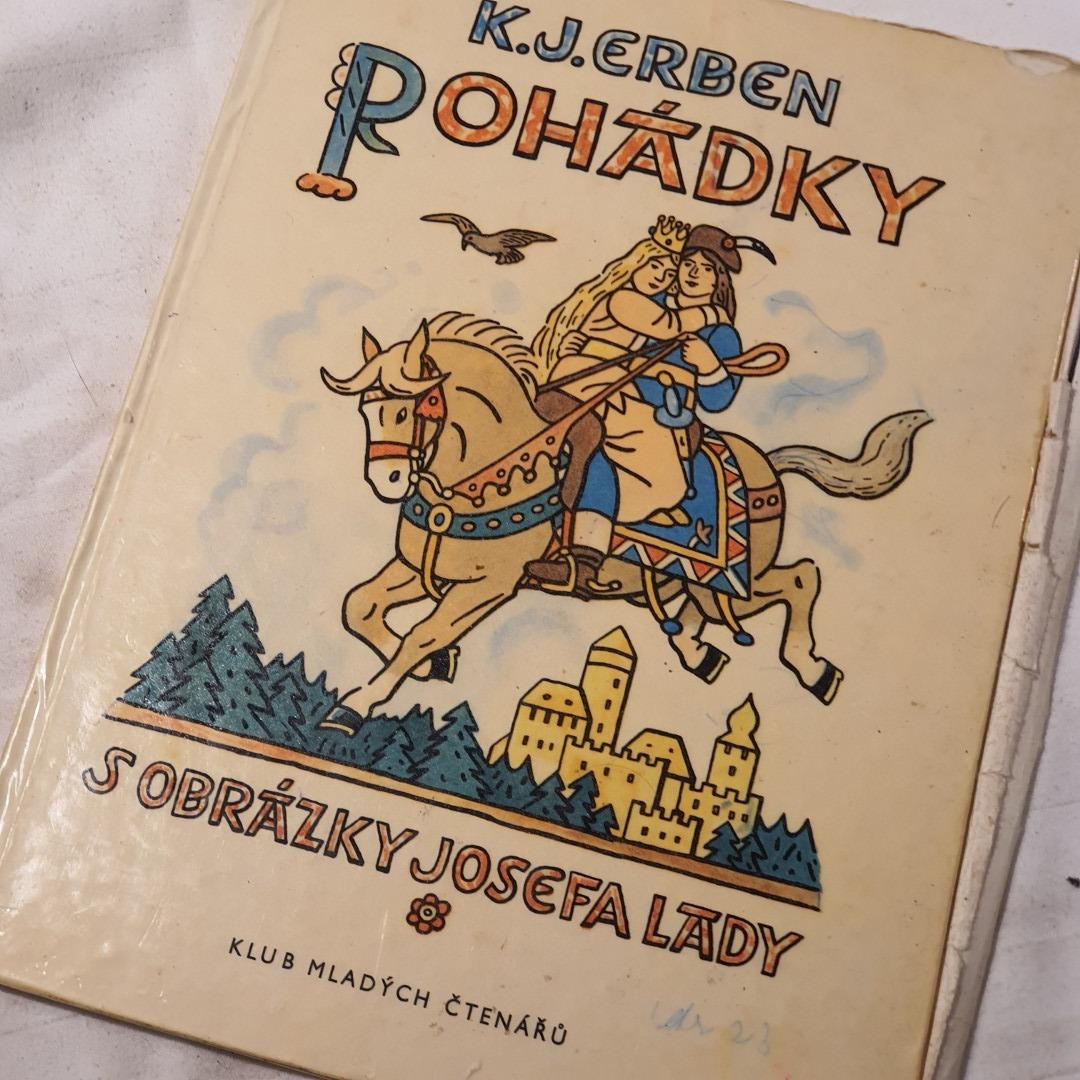 K.J.ERBEN
POHÁDKY
S OBRÁZKY JOSEFA LADY
KLUB MLADÝCH ČTENÁŘŮ